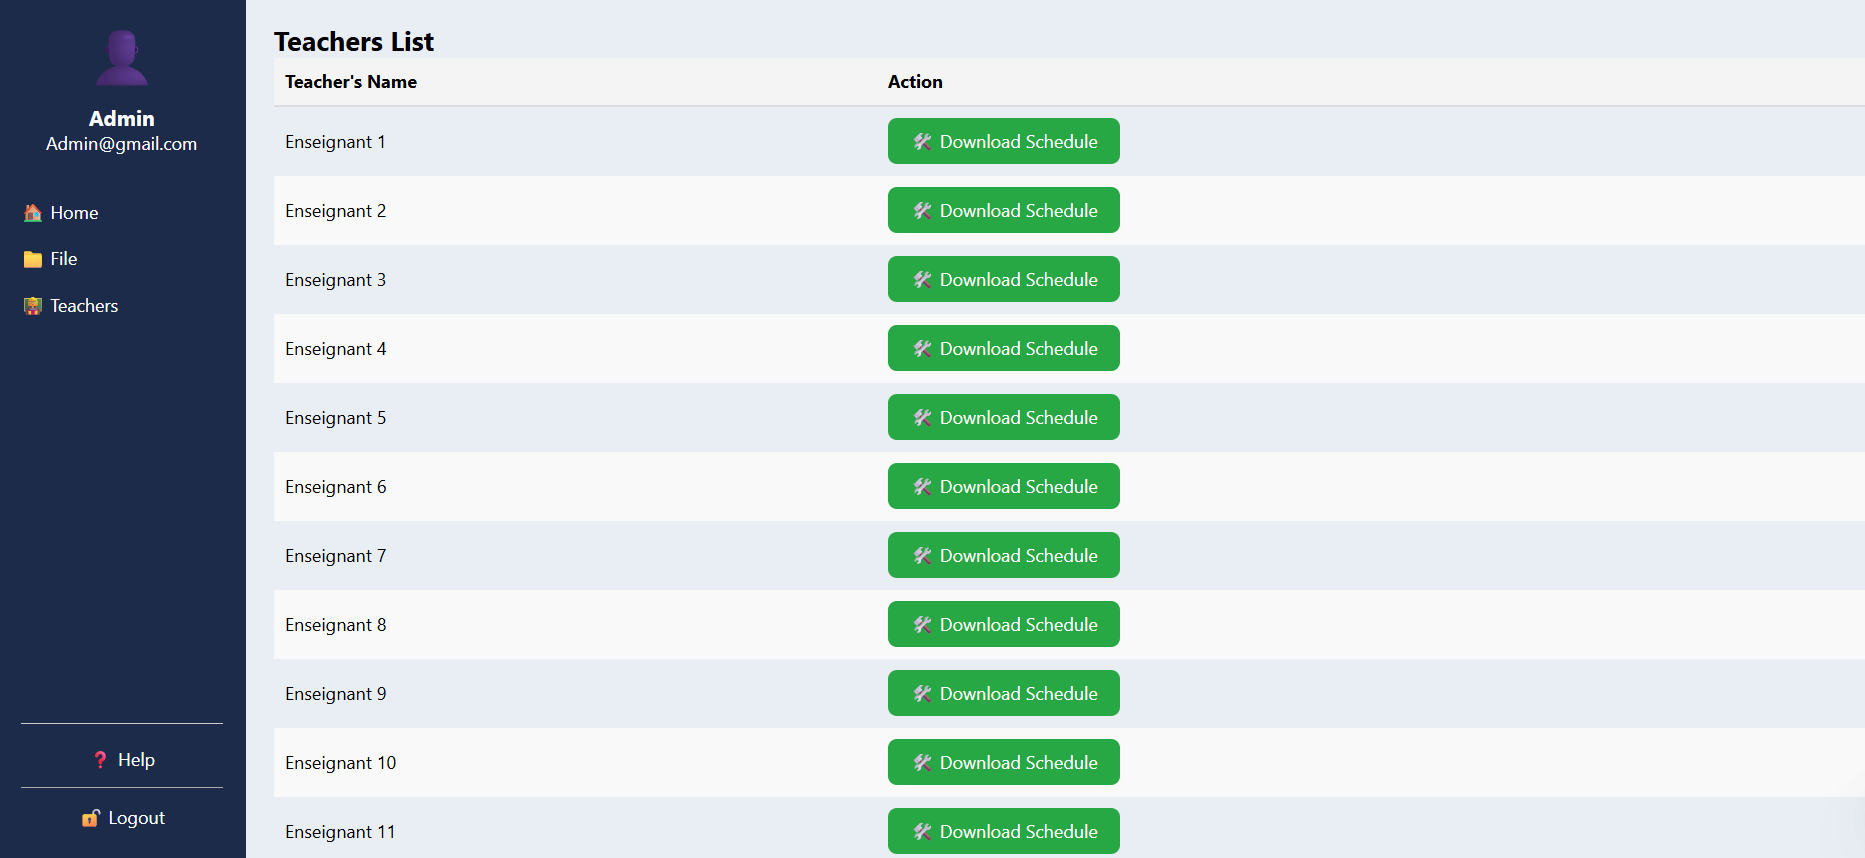 Admin
Admin@gmail.com
Home
File
Teachers
Help
Logout
Teachers List
Teacher's Name Action
Enseignant 1 Download Schedule
Enseignant 2 Download Schedule
Enseignant 3 Download Schedule
Enseignant 4 Download Schedule
Enseignant 5 Download Schedule
Enseignant 6 Download Schedule
Enseignant 7 Download Schedule
Enseignant 8 Download Schedule
Enseignant 9 Download Schedule
Enseignant 10 Download Schedule
Enseignant 11 Download Schedule